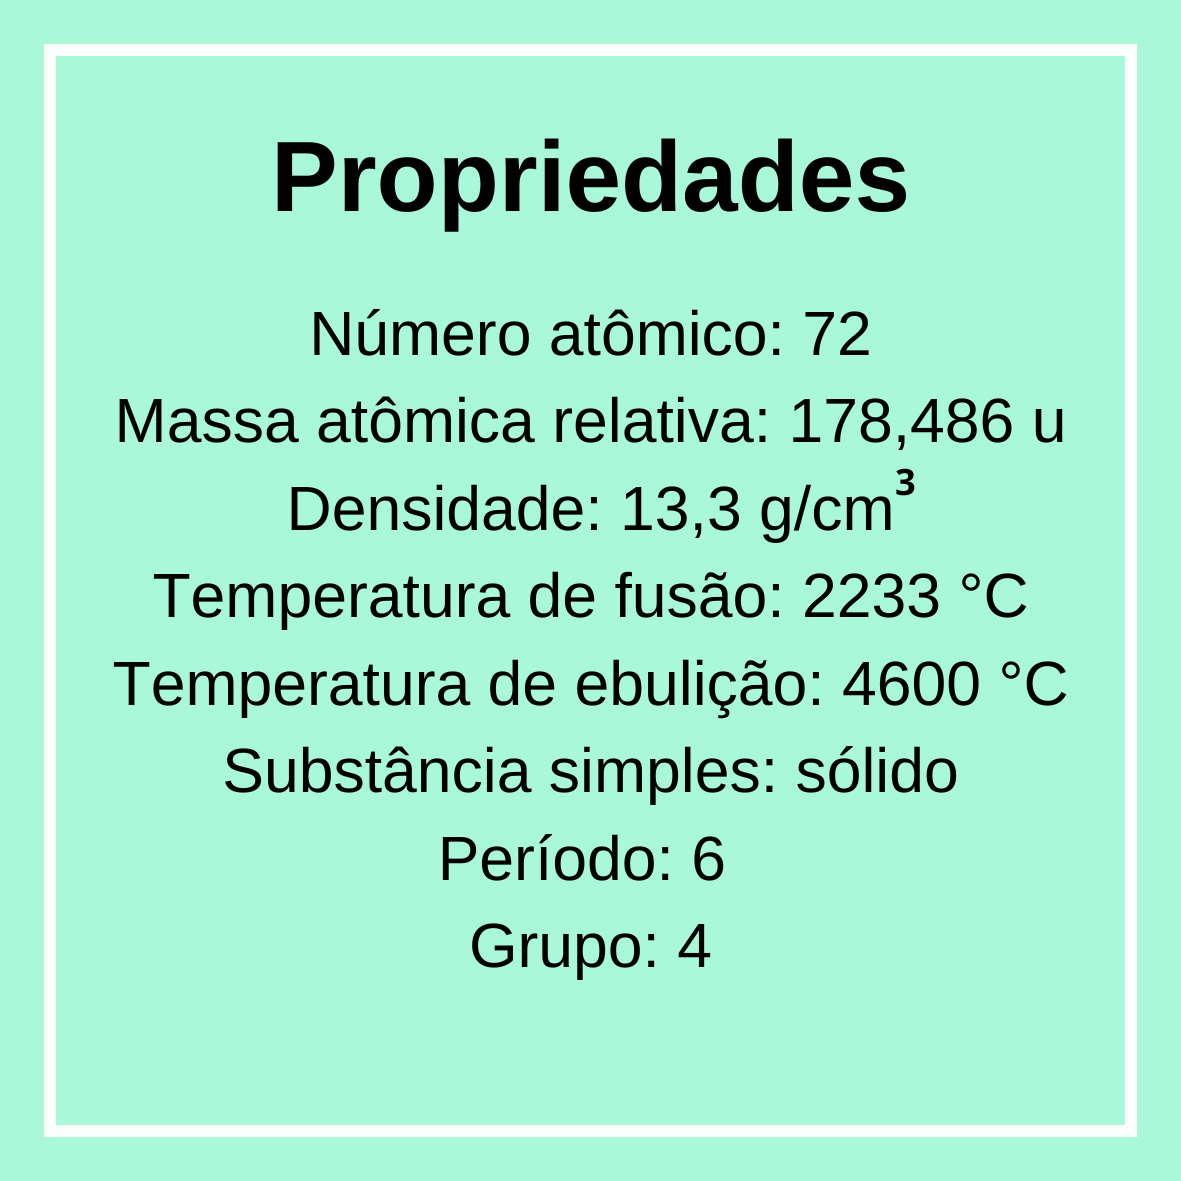 Propriedades
Número atômico: 72
Massa atômica relativa: 178,486 u
Densidade: 13,3 g/cm³
Temperatura de fusão: 2233 °C
Temperatura de ebulição: 4600 °C
Substância simples: sólido
Período: 6
Grupo: 4